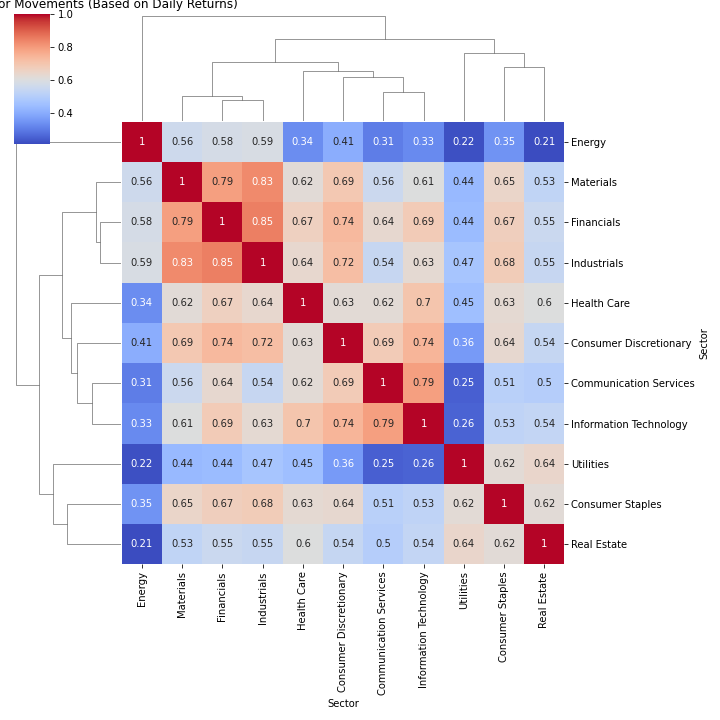 or Movements (Based on Daily Returns)
1.0
0.8
0.6
0.4
1 0.56 0.58 0.59 0.34 0.41 0.31 0.33 0.22 0.35 0.21 Energy
0.56 1 0.79 0.83 0.62 0.69 0.56 0.61 0.44 0.65 0.53 Materials
0.58 0.79 1 0.85 0.67 0.74 0.64 0.69 0.44 0.67 0.55 Financials
0.59 0.83 0.85 1 0.64 0.72 0.54 0.63 0.47 0.68 0.55 Industrials
0.34 0.62 0.67 0.64 1 0.63 0.62 0.7 0.45 0.63 0.6 Health Care
0.41 0.69 0.74 0.72 0.63 1 0.69 0.74 0.36 0.64 0.54 Consumer Discretionary
0.31 0.56 0.64 0.54 0.62 0.69 1 0.79 0.25 0.51 0.5 Communication Services
0.33 0.61 0.69 0.63 0.7 0.74 0.79 1 0.26 0.53 0.54 Information Technology
0.22 0.44 0.44 0.47 0.45 0.36 0.25 0.26 1 0.62 0.64 Utilities
0.35 0.65 0.67 0.68 0.63 0.64 0.51 0.53 0.62 1 0.62 Consumer Staples
0.21 0.53 0.55 0.55 0.6 0.54 0.5 0.54 0.64 0.62 1 Real Estate
Sector
Energy
Materials
Financials
Industrials
Health Care
Consumer Discretionary
Communication Services
Information Technology
Utilities
Consumer Staples
Real Estate
Sector